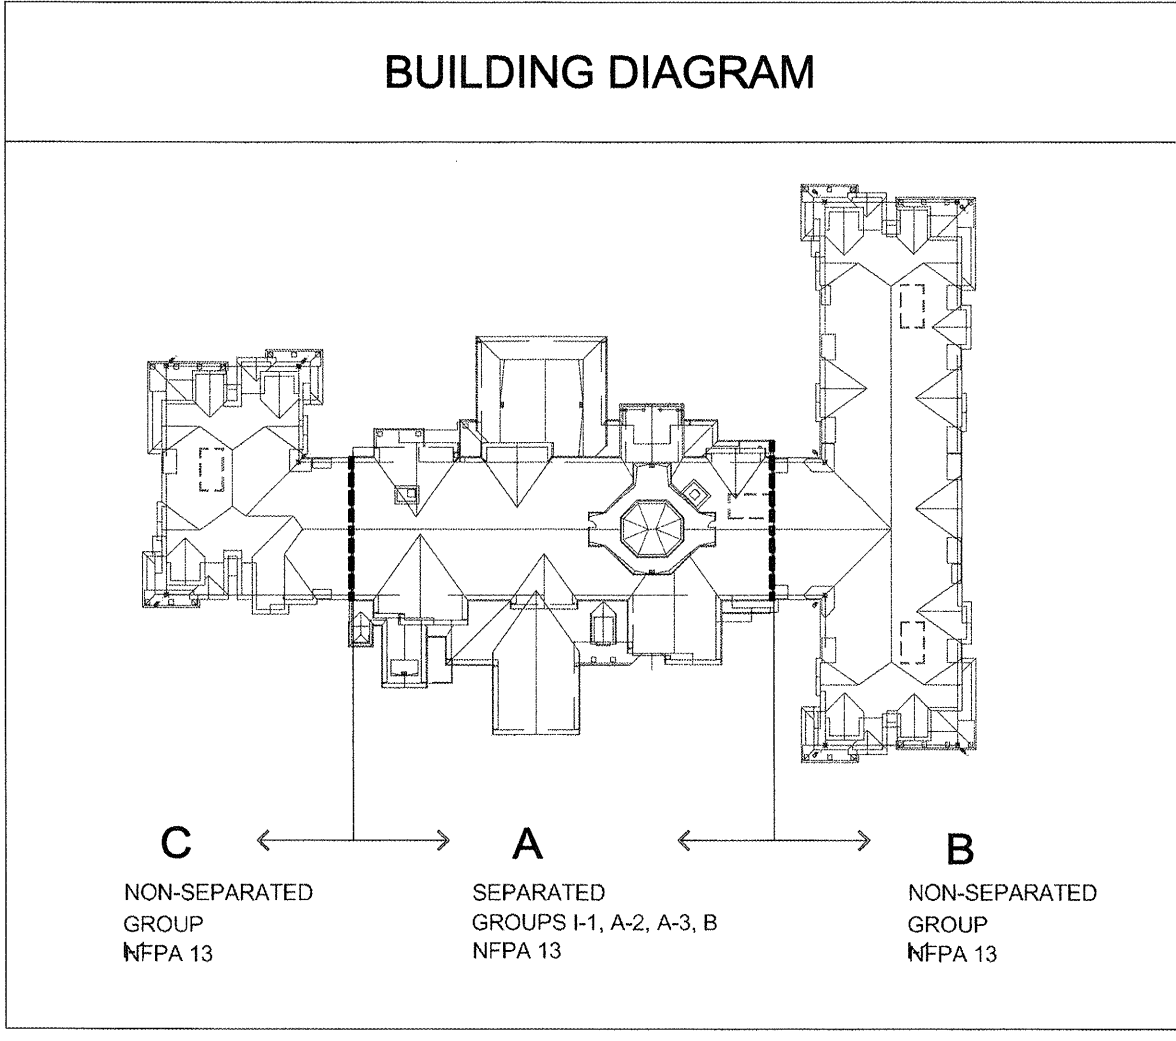 BUILDING DIAGRAM
C
NON-SEPARATED
GROUP
NFPA 13
A
SEPARATED
GROUPS I-1, A-2, A-3, B
NFPA 13
B
NON-SEPARATED
GROUP
NFPA 13